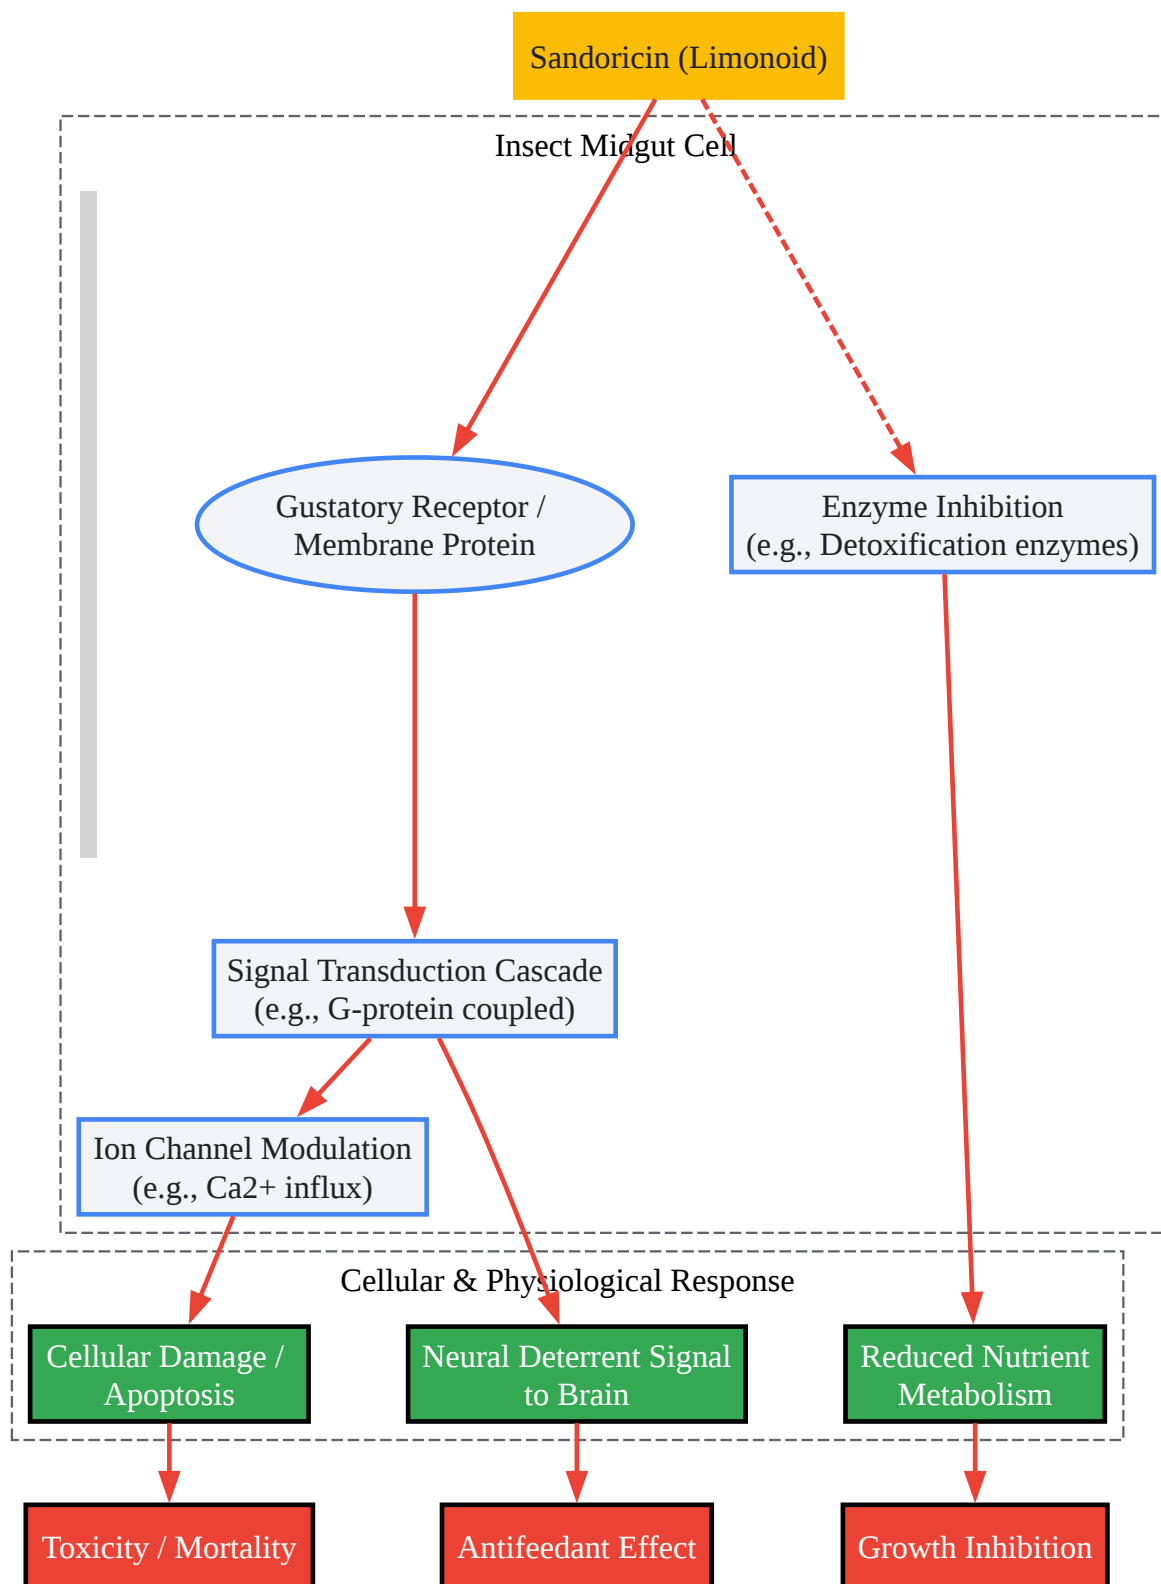 Sandoricin (Limonoid)
Insect Midgut Cell
Gustatory Receptor /
Membrane Protein
Enzyme Inhibition
(e.g., Detoxification enzymes)
Signal Transduction Cascade
(e.g., G-protein coupled)
Ion Channel Modulation
(e.g., Ca2+ influx)
Cellular & Physiological Response
Cellular Damage /
Apoptosis
Neural Deterrent Signal
to Brain
Reduced Nutrient
Metabolism
Toxicity / Mortality
Antifeedant Effect
Growth Inhibition